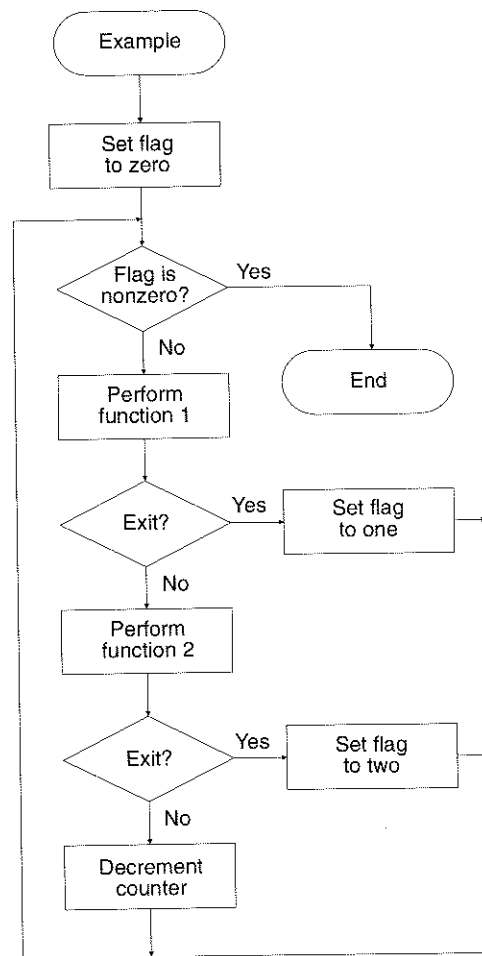 Example
Set flag
to zero
Flag is
nonzero?
Yes
No
End
Perform
function 1
Exit?
Yes
Set flag
to one
No
Perform
function 2
Exit?
Yes
Set flag
to two
No
Decrement
counter